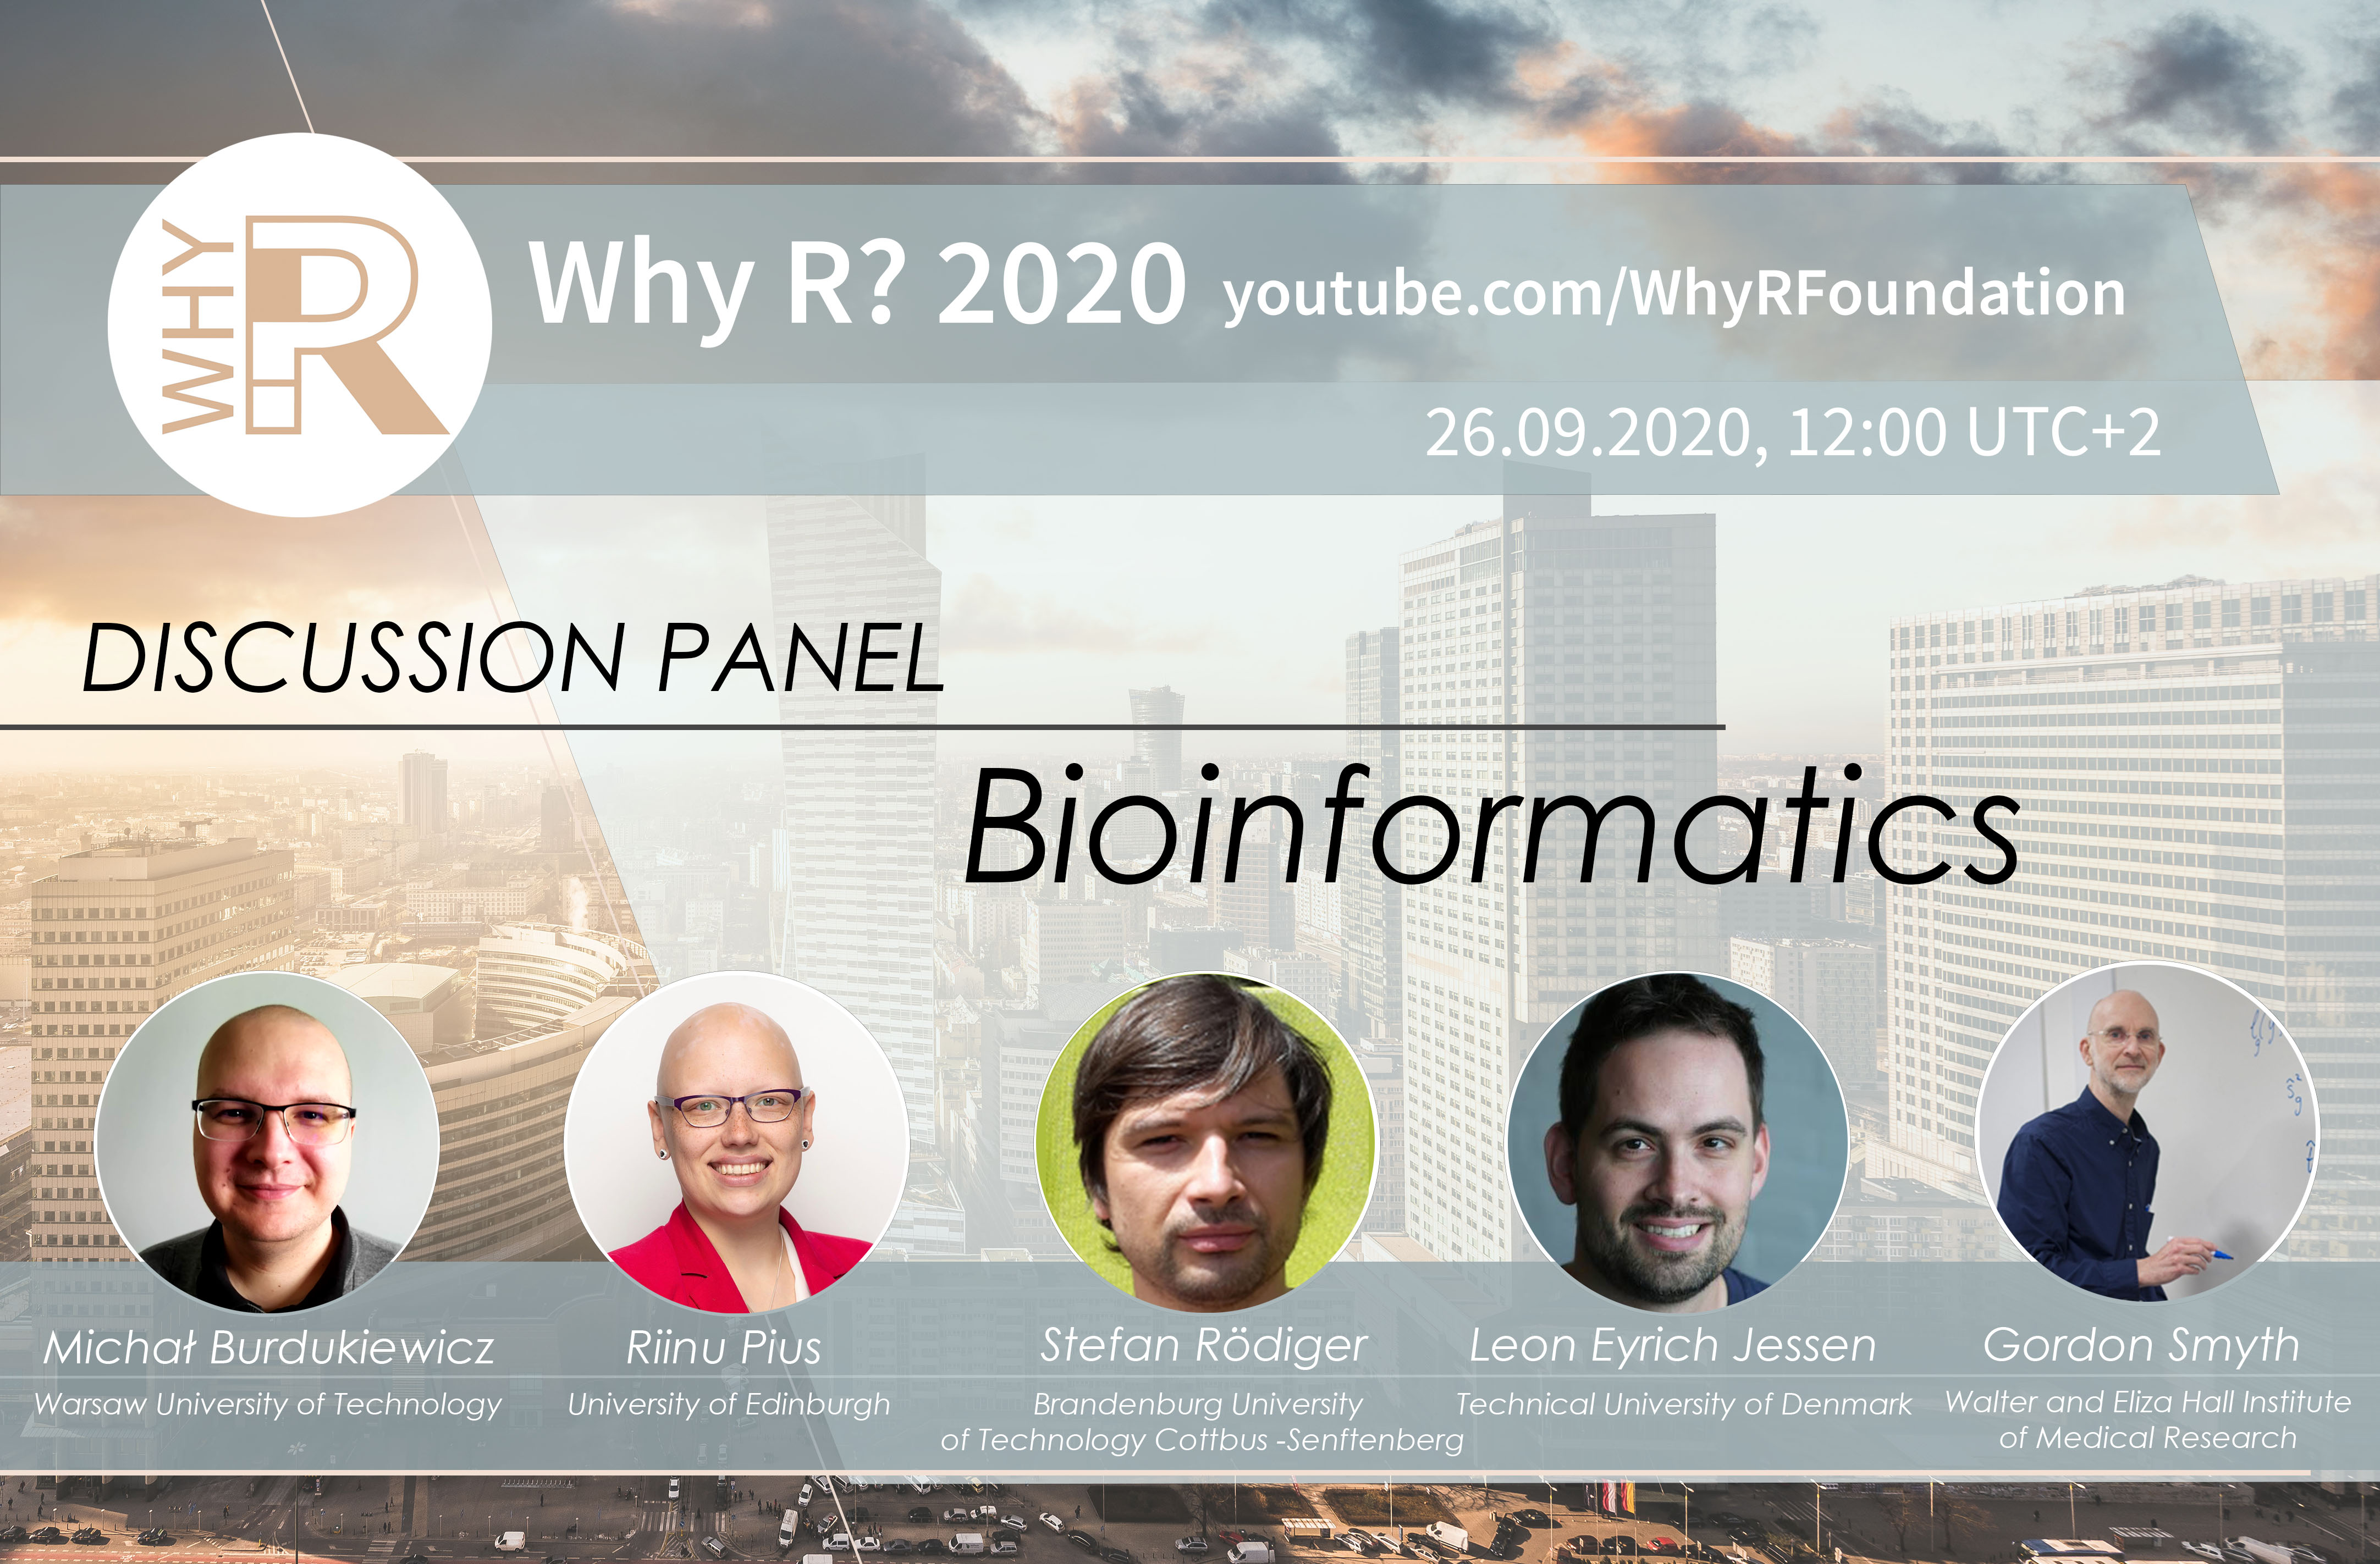 WHY R
Why R? 2020 youtube.com/WhyRFoundation
26.09.2020, 12:00 UTC+2
DISCUSSION PANEL
Bioinformatics
Michał Burdukiewicz
Warsaw University of Technology
Riinu Pius
University of Edinburgh
Stefan Rödiger
Brandenburg University
of Technology Cottbus -Senftenberg
Leon Eyrich Jessen
Technical University of Denmark
Gordon Smyth
Walter and Eliza Hall Institute
of Medical Research